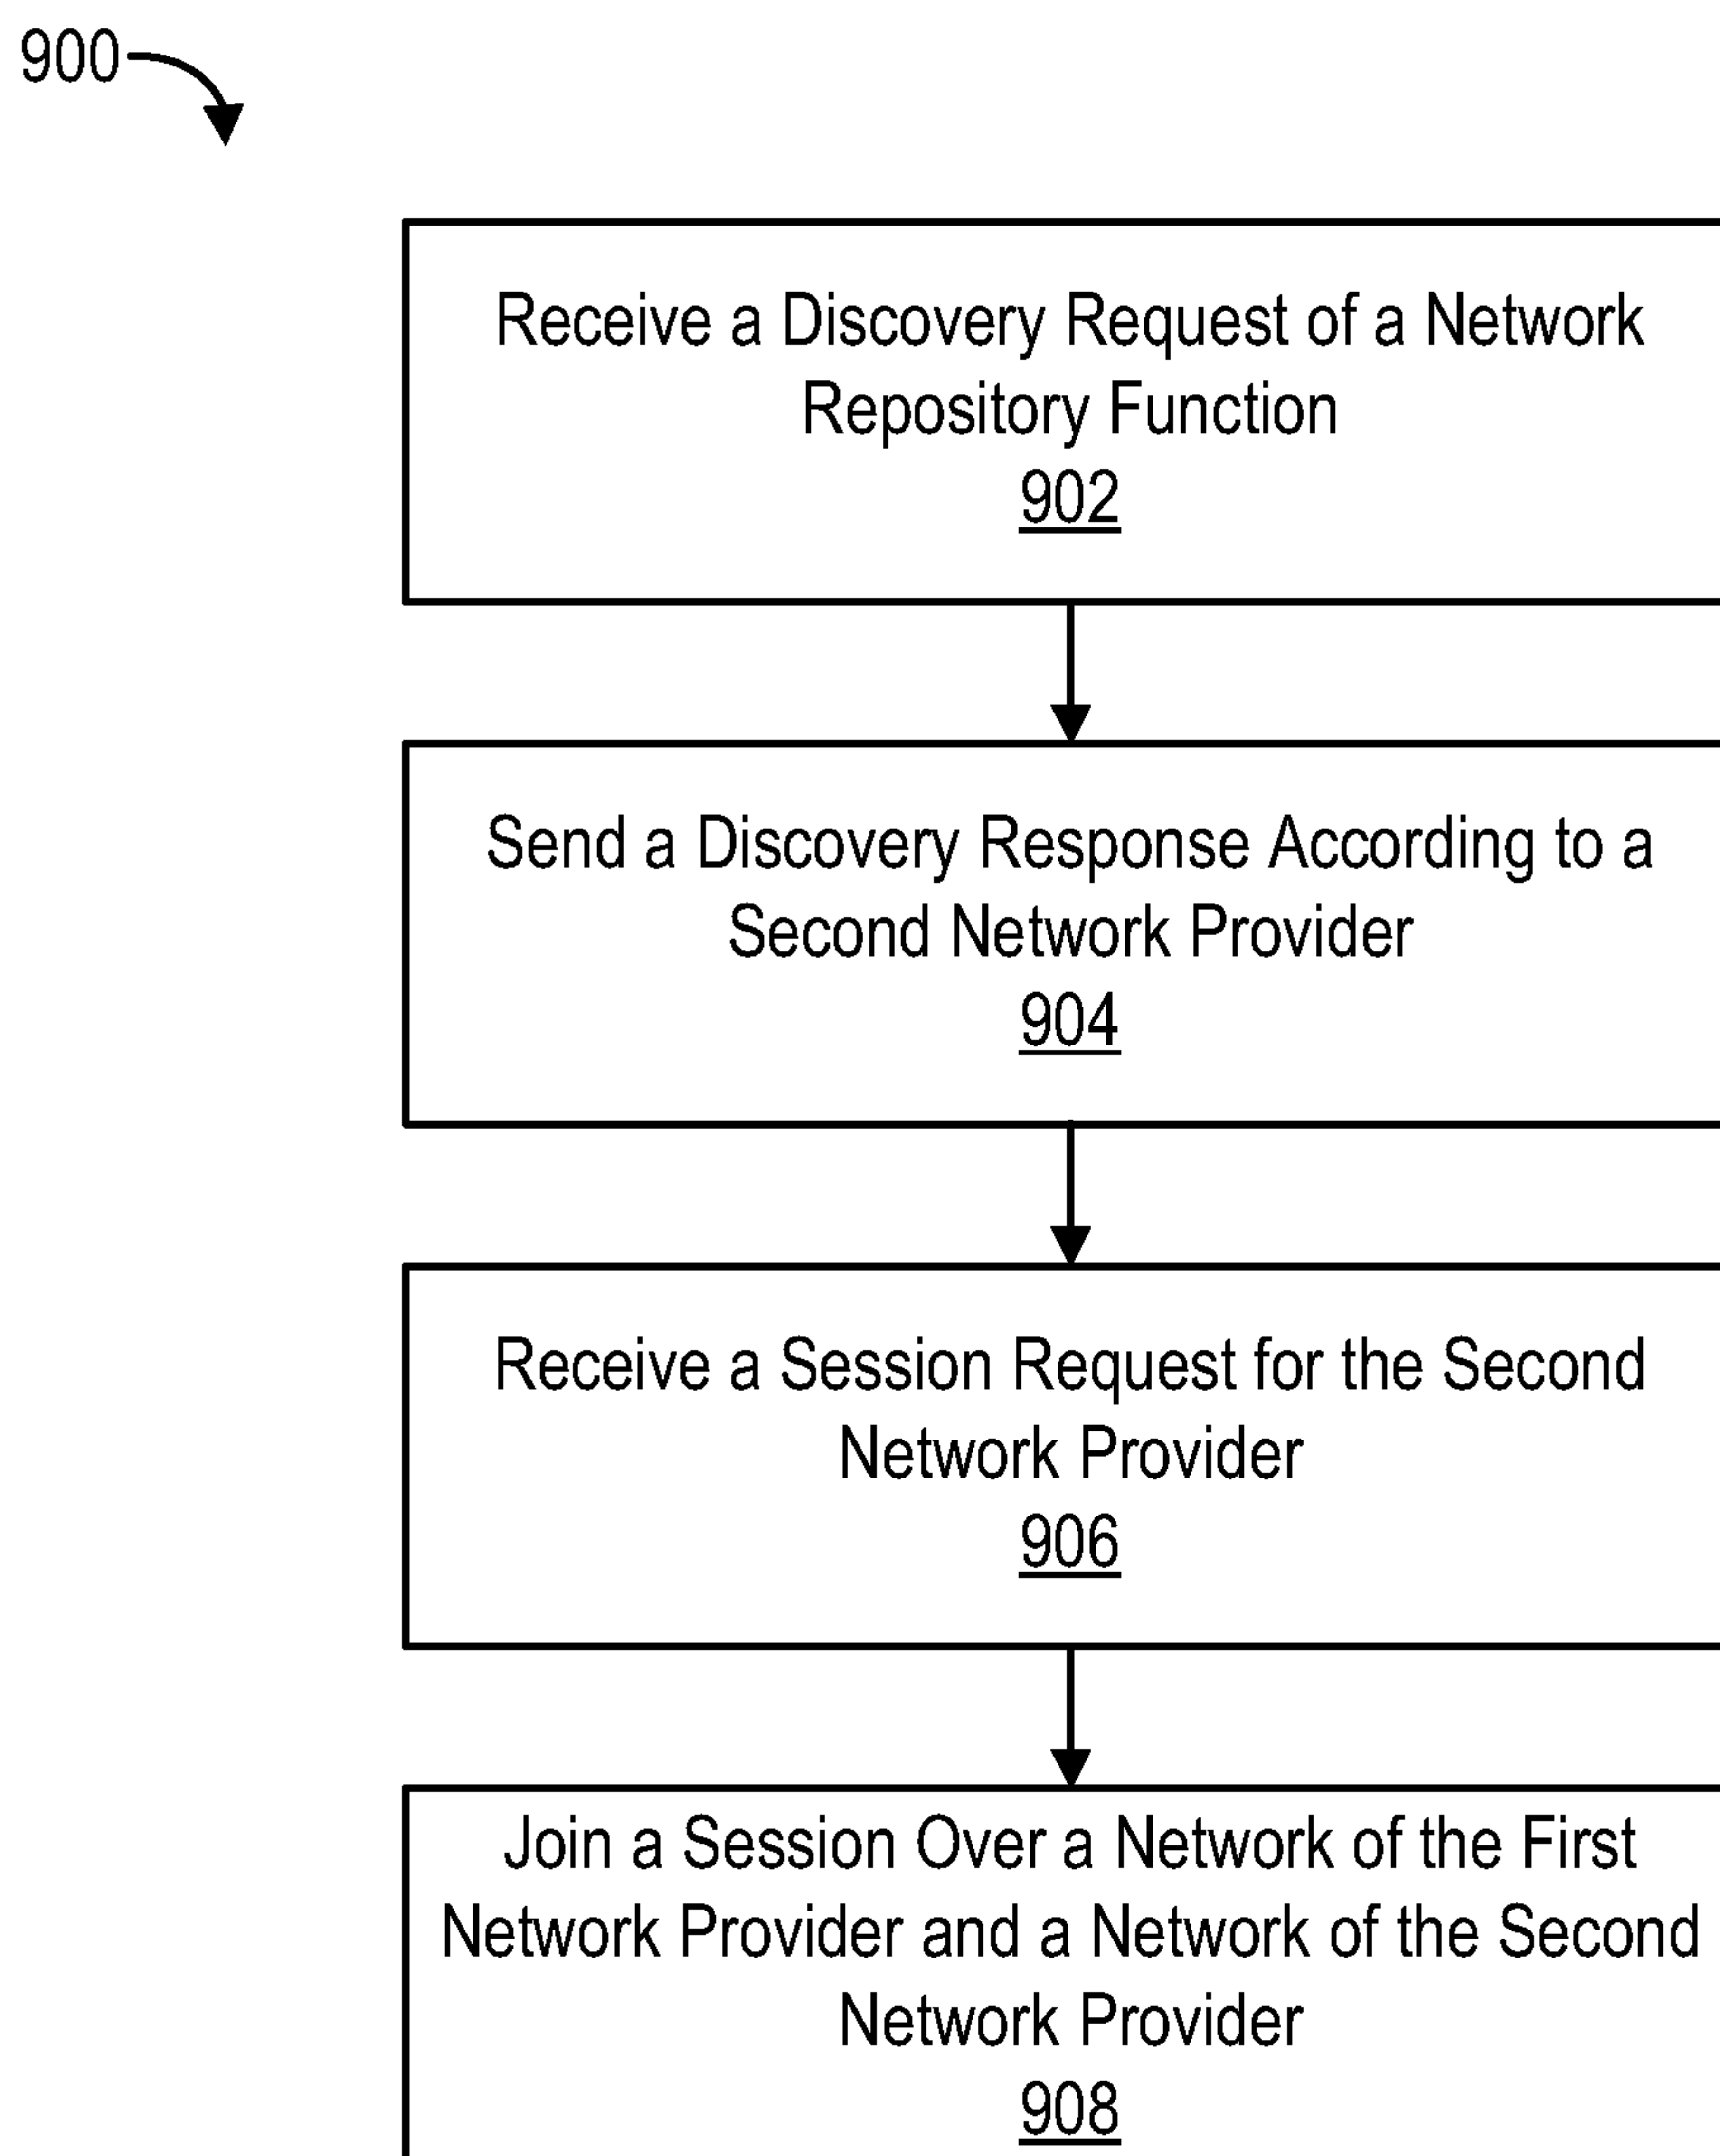 900
Receive a Discovery Request of a Network
Repository Function
902
Send a Discovery Response According to a
Second Network Provider
904
Receive a Session Request for the Second
Network Provider
906
Join a Session Over a Network of the First
Network Provider and a Network of the Second
Network Provider
908